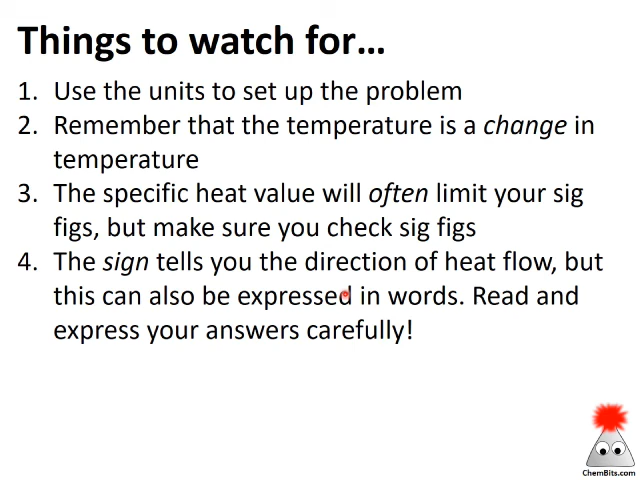 Things to watch for…
1. Use the units to set up the problem
2. Remember that the temperature is a change in
temperature
3. The specific heat value will often limit your sig
figs, but make sure you check sig figs
4. The sign tells you the direction of heat flow, but
this can also be expressed in words. Read and
express your answers carefully!
ChemBits.com